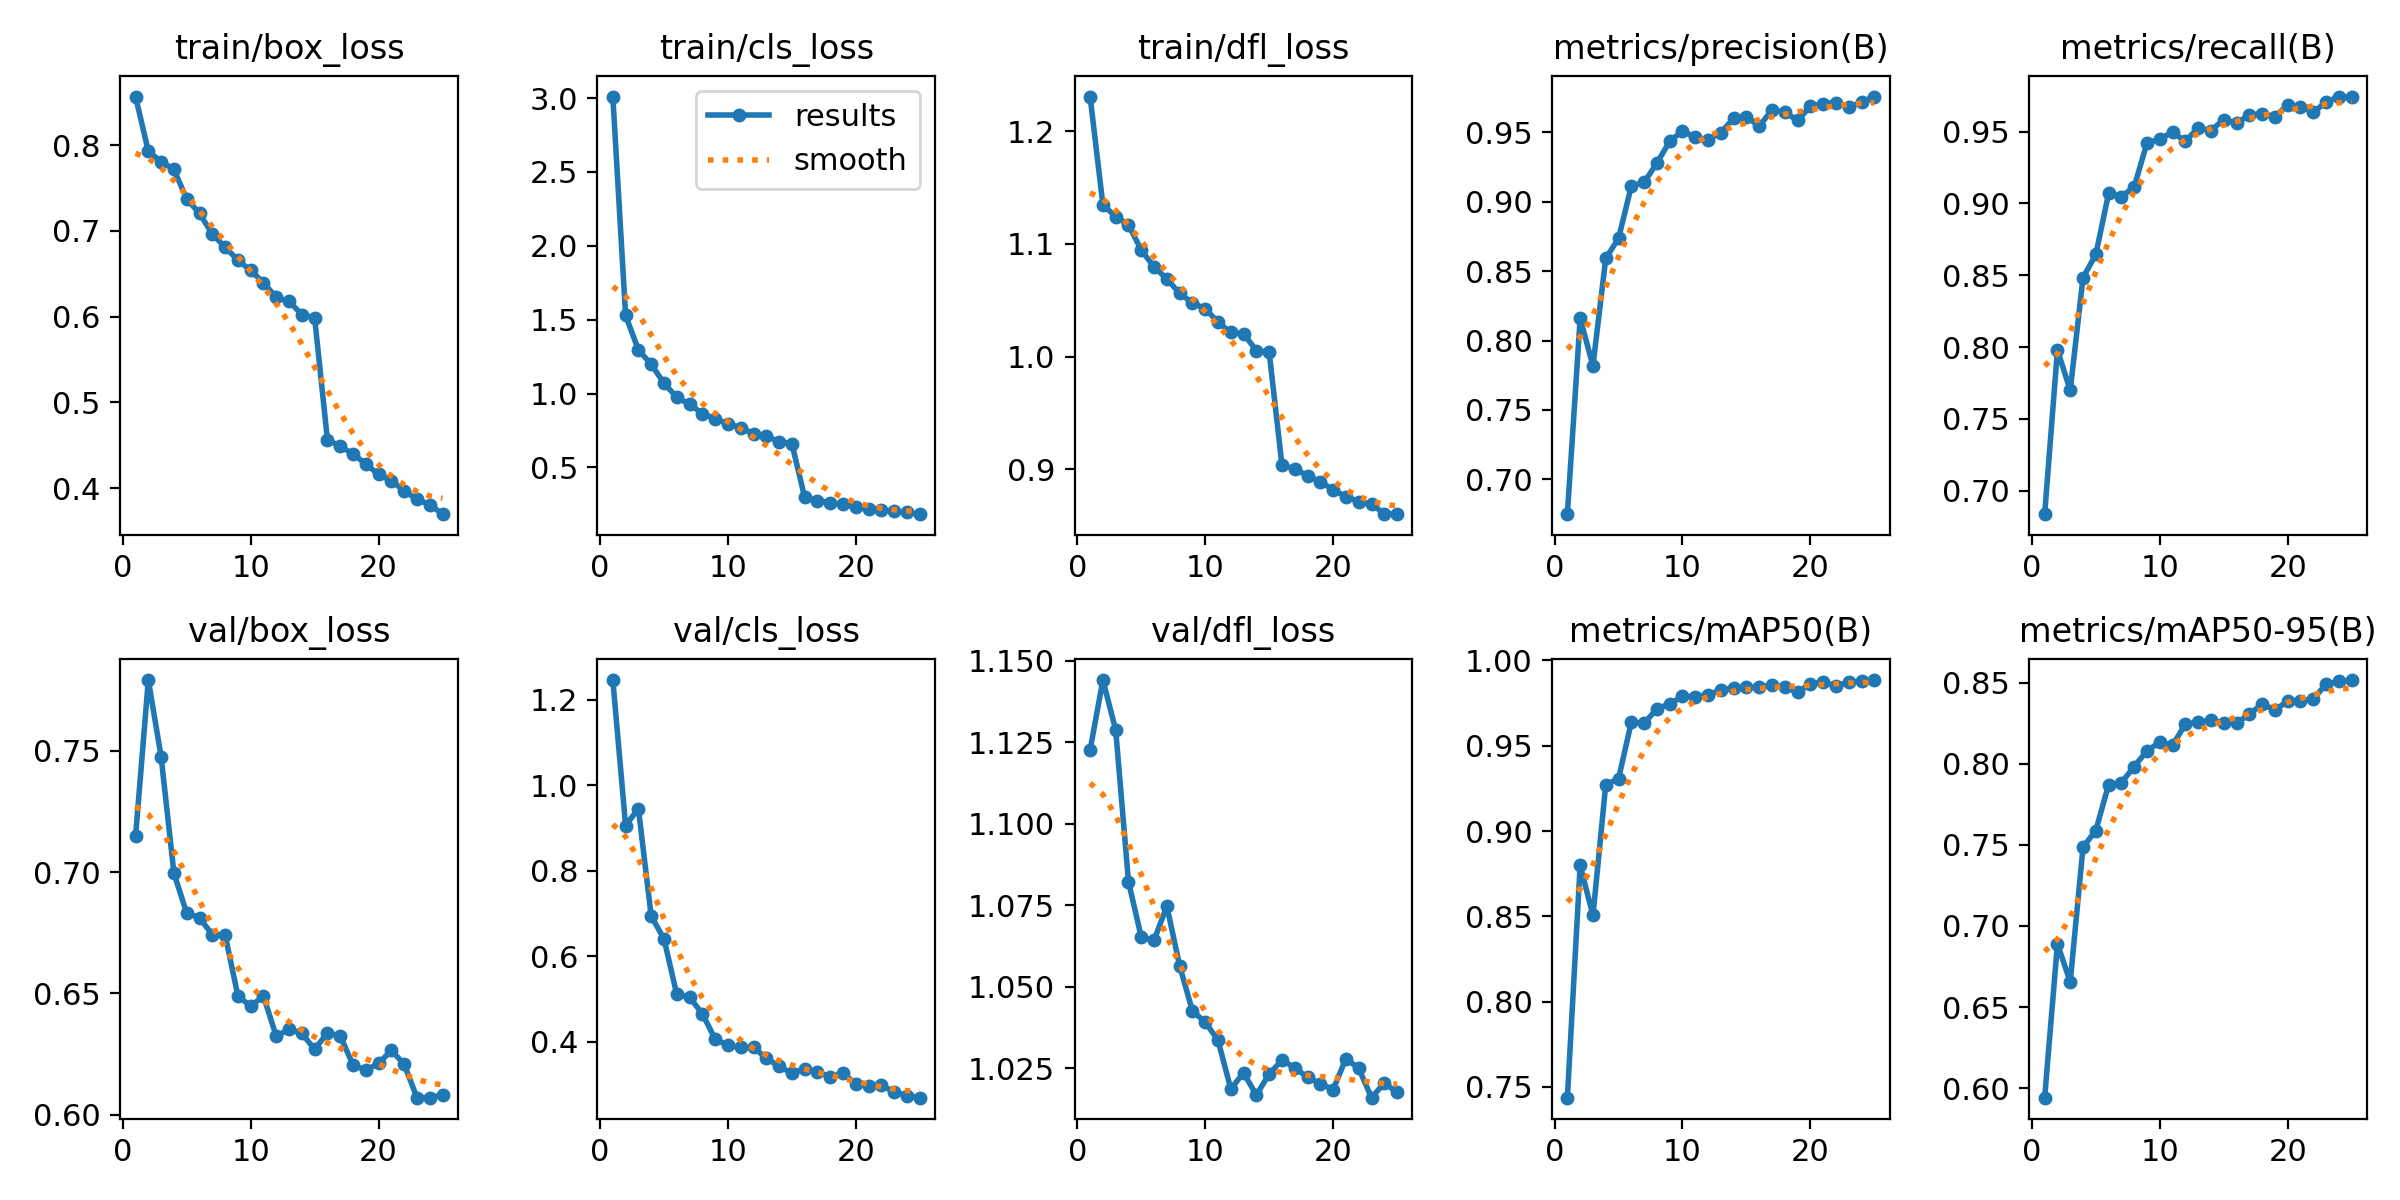 train/box_loss
0.8
0.7
0.6
0.5
0.4
0 10 20
train/cls_loss
results
smooth
3.0
2.5
2.0
1.5
1.0
0.5
0 10 20
train/dfl_loss
1.2
1.1
1.0
0.9
0 10 20
metrics/precision(B)
0.95
0.90
0.85
0.80
0.75
0.70
0 10 20
metrics/recall(B)
0.95
0.90
0.85
0.80
0.75
0.70
0 10 20
val/box_loss
0.75
0.70
0.65
0.60
0 10 20
val/cls_loss
1.2
1.0
0.8
0.6
0.4
0 10 20
val/dfl_loss
1.150
1.125
1.100
1.075
1.050
1.025
0 10 20
metrics/mAP50(B)
1.00
0.95
0.90
0.85
0.80
0.75
0 10 20
metrics/mAP50-95(B)
0.85
0.80
0.75
0.70
0.65
0.60
0 10 20